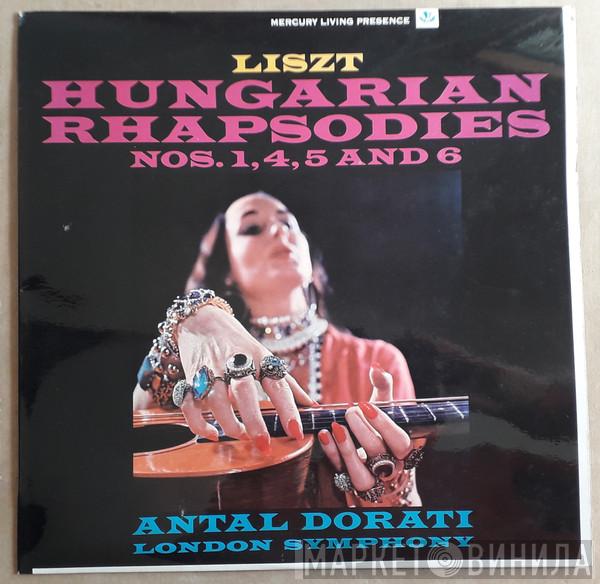 MERCURY LIVING PRESENCE
LISZT
HUNGARIAN
RHAPSODIES
NOS. 1, 4, 5 AND 6
ANTAL DORATI
LONDON SYMPHONY
МАРКЕТ ВИНИЛА